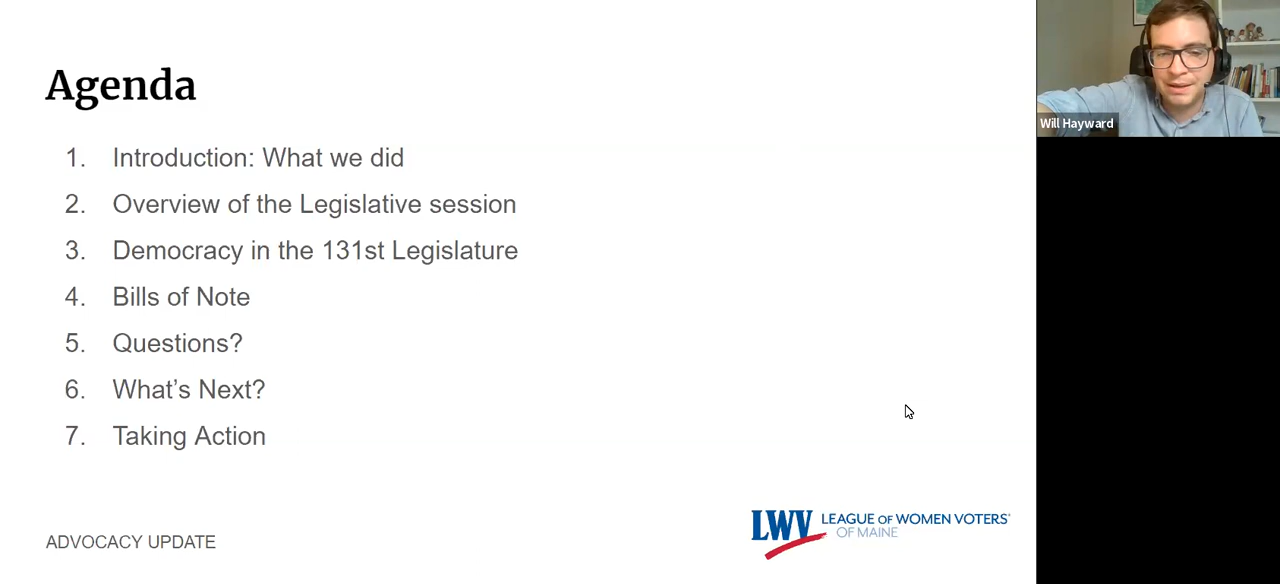 Agenda
1. Introduction: What we did
2. Overview of the Legislative session
3. Democracy in the 131st Legislature
4. Bills of Note
5. Questions?
6. What's Next?
7. Taking Action
ADVOCACY UPDATE
LWV LEAGUE OF WOMEN VOTERS®
OF MAINE
Will Hayward